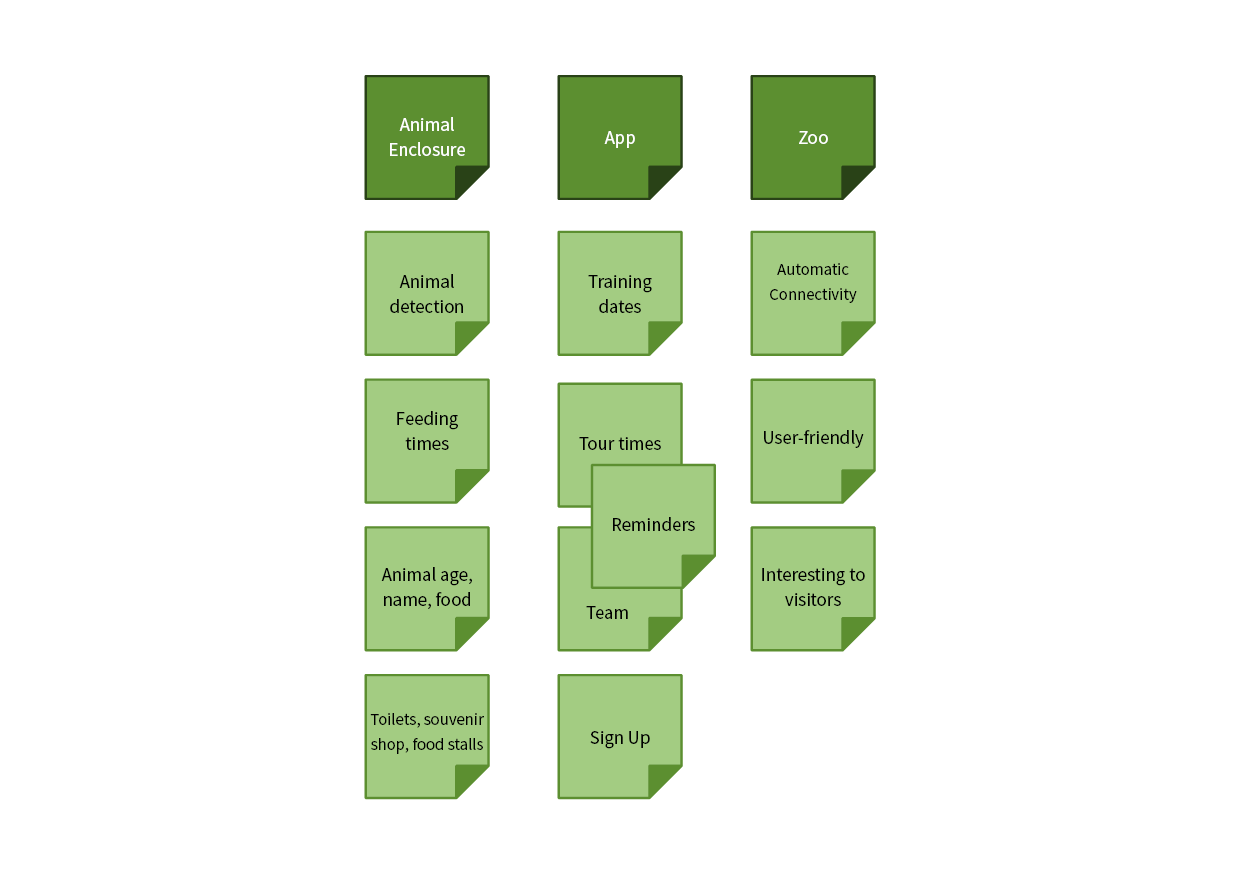 Animal
Enclosure
App
Zoo
Animal
detection
Training
dates
Automatic
Connectivity
Feeding
times
Tour times
User-friendly
Reminders
Animal age,
name, food
Team
Interesting to
visitors
Toilets, souvenir
shop, food stalls
Sign Up